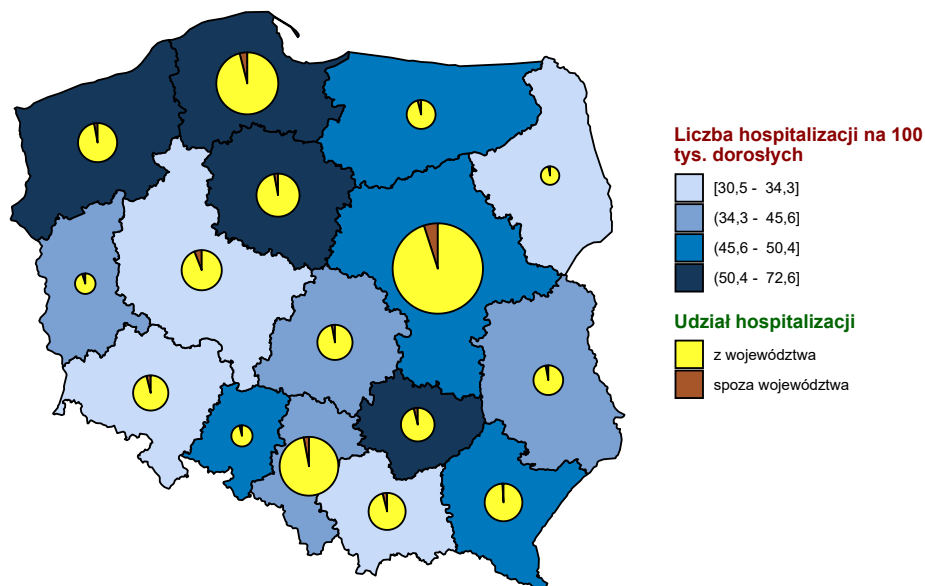 Liczba hospitalizacji na 100
tys. dorosłych
[30,5 - 34,3]
(34,3 - 45,6]
(45,6 - 50,4]
(50,4 - 72,6]
Udział hospitalizacji
z województwa
spoza województwa